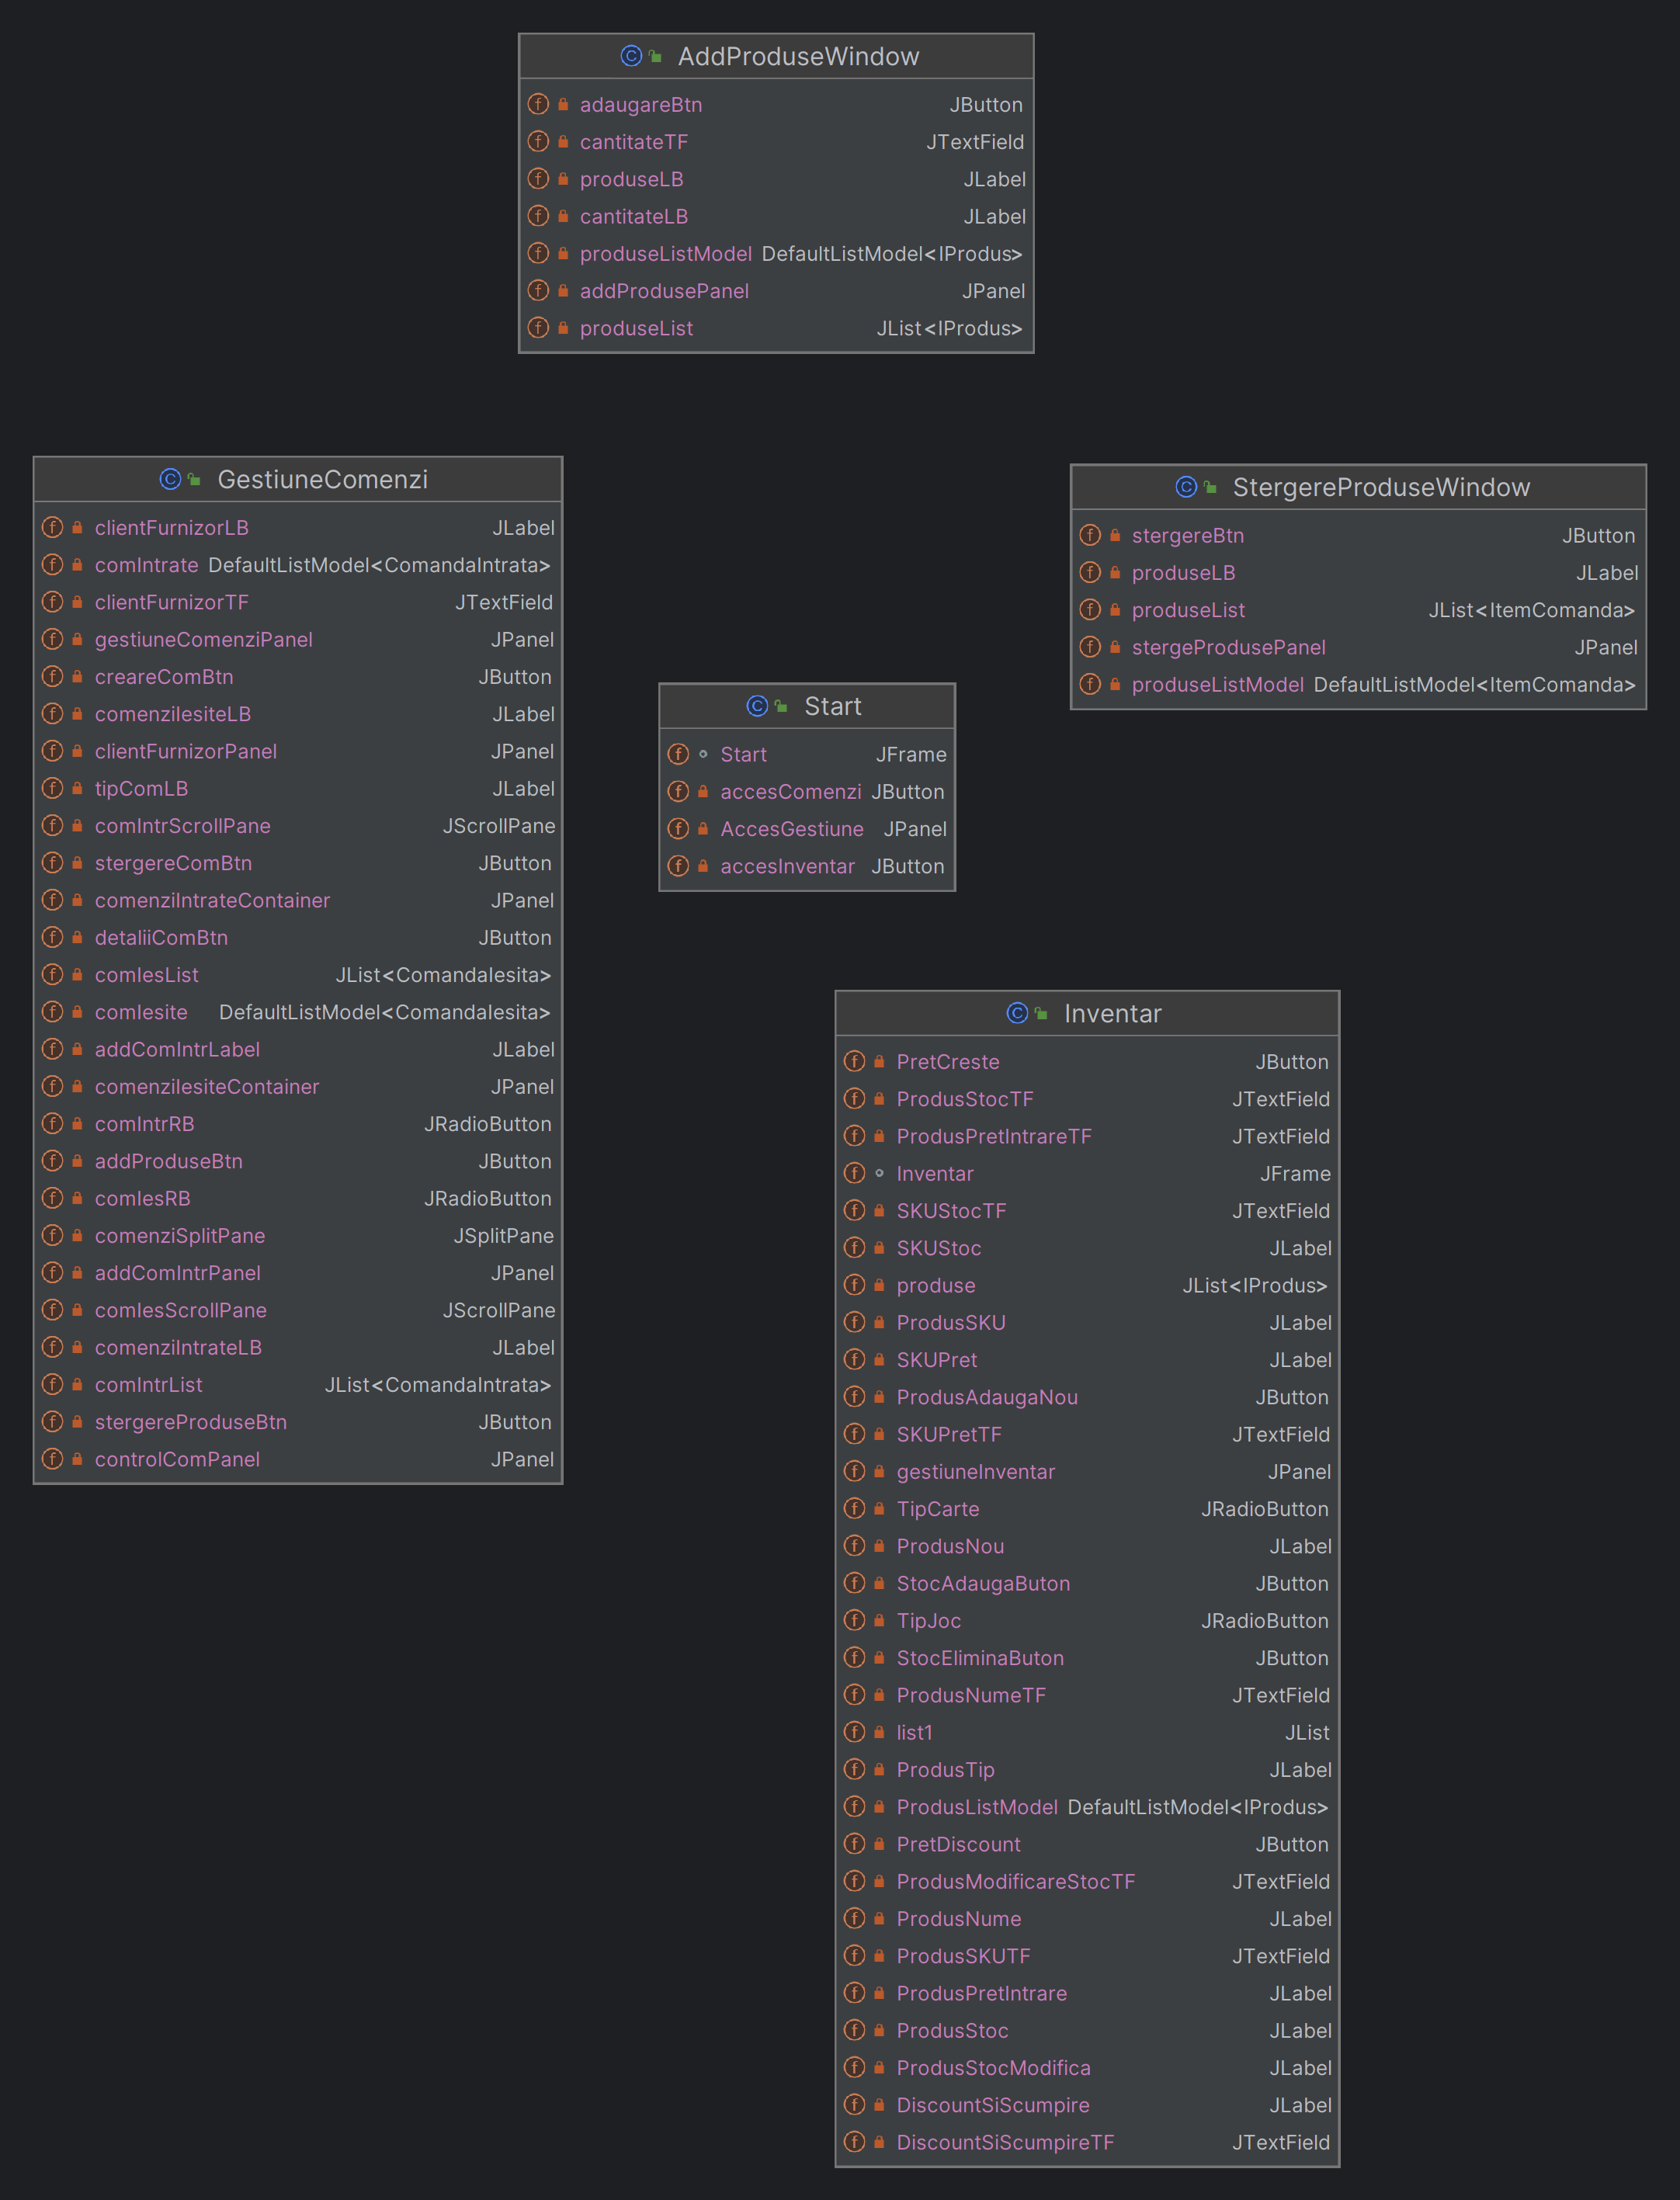 AddProduseWindow
adaugareBtn JButton
cantitateTF JTextField
produseLB JLabel
cantitateLB JLabel
produseListModel DefaultListModel<IProdus>
addProdusePanel JPanel
produseList JList<IProdus>
GestiuneComenzi
clientFurnizorLB JLabel
comIntrate DefaultListModel<ComandaIntrata>
clientFurnizorTF JTextField
gestiuneComenziPanel JPanel
creareComBtn JButton
comenziIesiteLB JLabel
clientFurnizorPanel JPanel
tipComLB JLabel
comIntrScrollPane JScrollPane
stergereComBtn JButton
comenziIntrateContainer JPanel
detaliiComBtn JButton
comIesList JList<ComandaIesita>
comIesite DefaultListModel<ComandaIesita>
addComIntrLabel JLabel
comenziIesiteContainer JPanel
comIntrRB JRadioButton
addProduseBtn JButton
comIesRB JRadioButton
comenziSplitPane JSplitPane
addComIntrPanel JPanel
comIesScrollPane JScrollPane
comenziIntrateLB JLabel
comIntrList JList<ComandaIntrata>
stergereProduseBtn JButton
controlComPanel JPanel
StergereProduseWindow
stergereBtn JButton
produseLB JLabel
produseList JList<ItemComanda>
stergeProdusePanel JPanel
produseListModel DefaultListModel<ItemComanda>
Start
Start JFrame
accesComenzi JButton
AccesGestiune JPanel
accesInventar JButton
Inventar
PretCreste JButton
ProdusStocTF JTextField
ProdusPretIntrareTF JTextField
Inventar JFrame
SKUStocTF JTextField
SKUStoc JLabel
produse JList<IProdus>
ProdusSKU JLabel
SKUPret JLabel
ProdusAdaugaNou JButton
SKUPretTF JTextField
gestiuneInventar JPanel
TipCarte JRadioButton
ProdusNou JLabel
StocAdaugaButon JButton
TipJoc JRadioButton
StocEliminaButon JButton
ProdusNumeTF JTextField
list1 JList
ProdusTip JLabel
ProdusListModel DefaultListModel<IProdus>
PretDiscount JButton
ProdusModificareStocTF JTextField
ProdusNume JLabel
ProdusSKUTF JTextField
ProdusPretIntrare JLabel
ProdusStoc JLabel
ProdusStocModifica JLabel
DiscountSiScumpire JLabel
DiscountSiScumpireTF JTextField